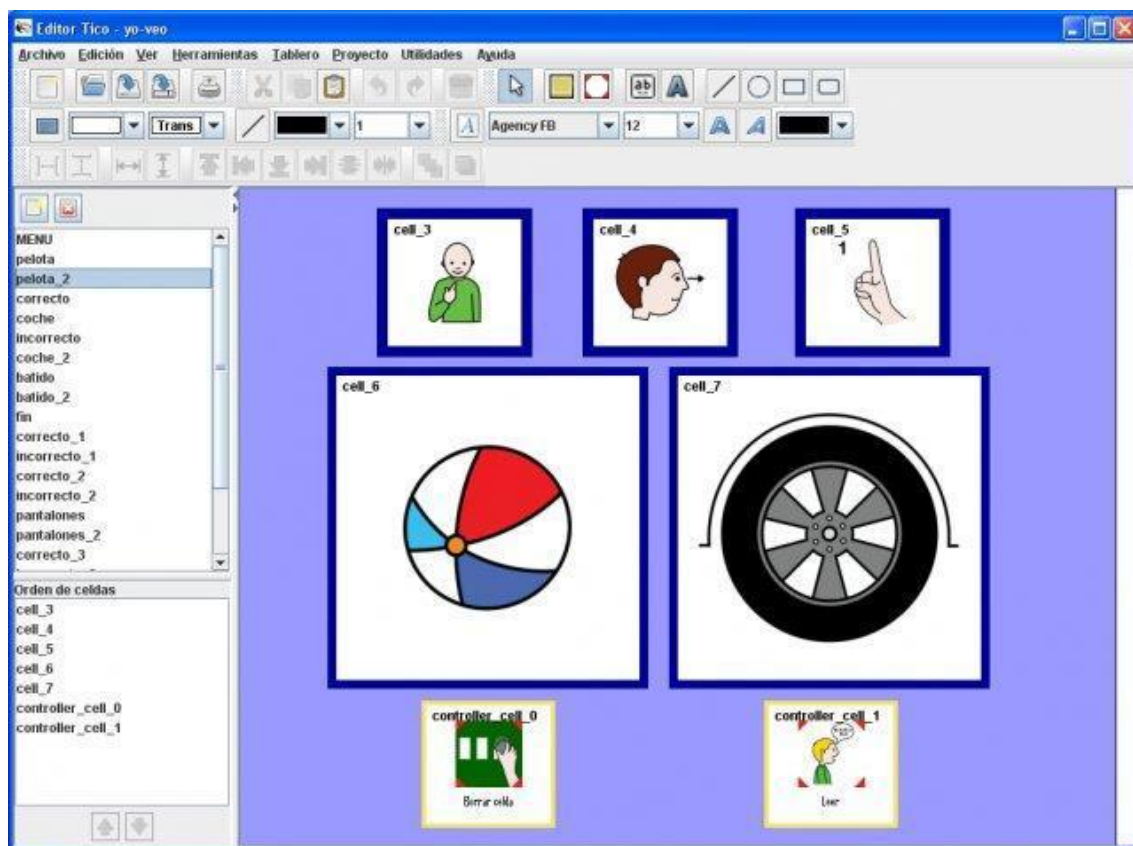 Editor Tico - yo-veo
Archivo Edición Ver Herramientas Tablero Proyecto Utilidades Ayuda
ab A
Trans 1 A Agency FB 12 A A
MENU
pelota
pelota_2
correcto
coche
incorrecto
coche_2
batido
batido_2
fin
correcto_1
incorrecto_1
correcto_2
incorrecto_2
pantalones
pantalones_2
correcto_3
Orden de celdas
cell_3
cell_4
cell_5
cell_6
cell_7
controller_cell_0
controller_cell_1
cell_3 cell_4 cell_5
1
cell_6 cell_7
controller_cell_0 controller_cell_1
Borrar celda Leer